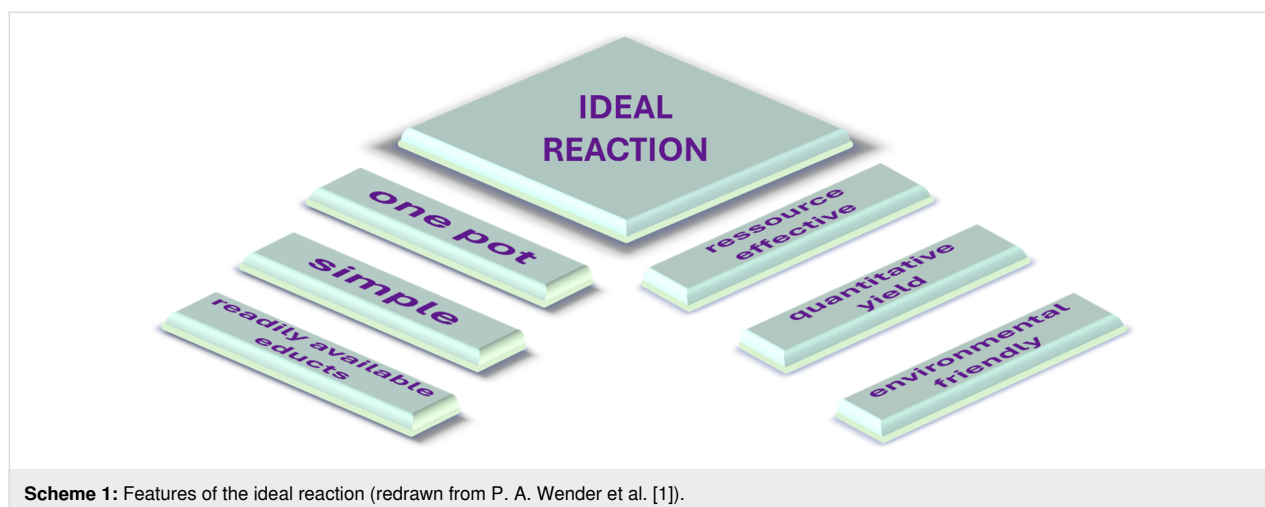 IDEAL
REACTION
one pot
simple
readily available
educts
ressource
effective
quantitative
yield
environmental
friendly
Scheme 1: Features of the ideal reaction (redrawn from P. A. Wender et al. [1]).